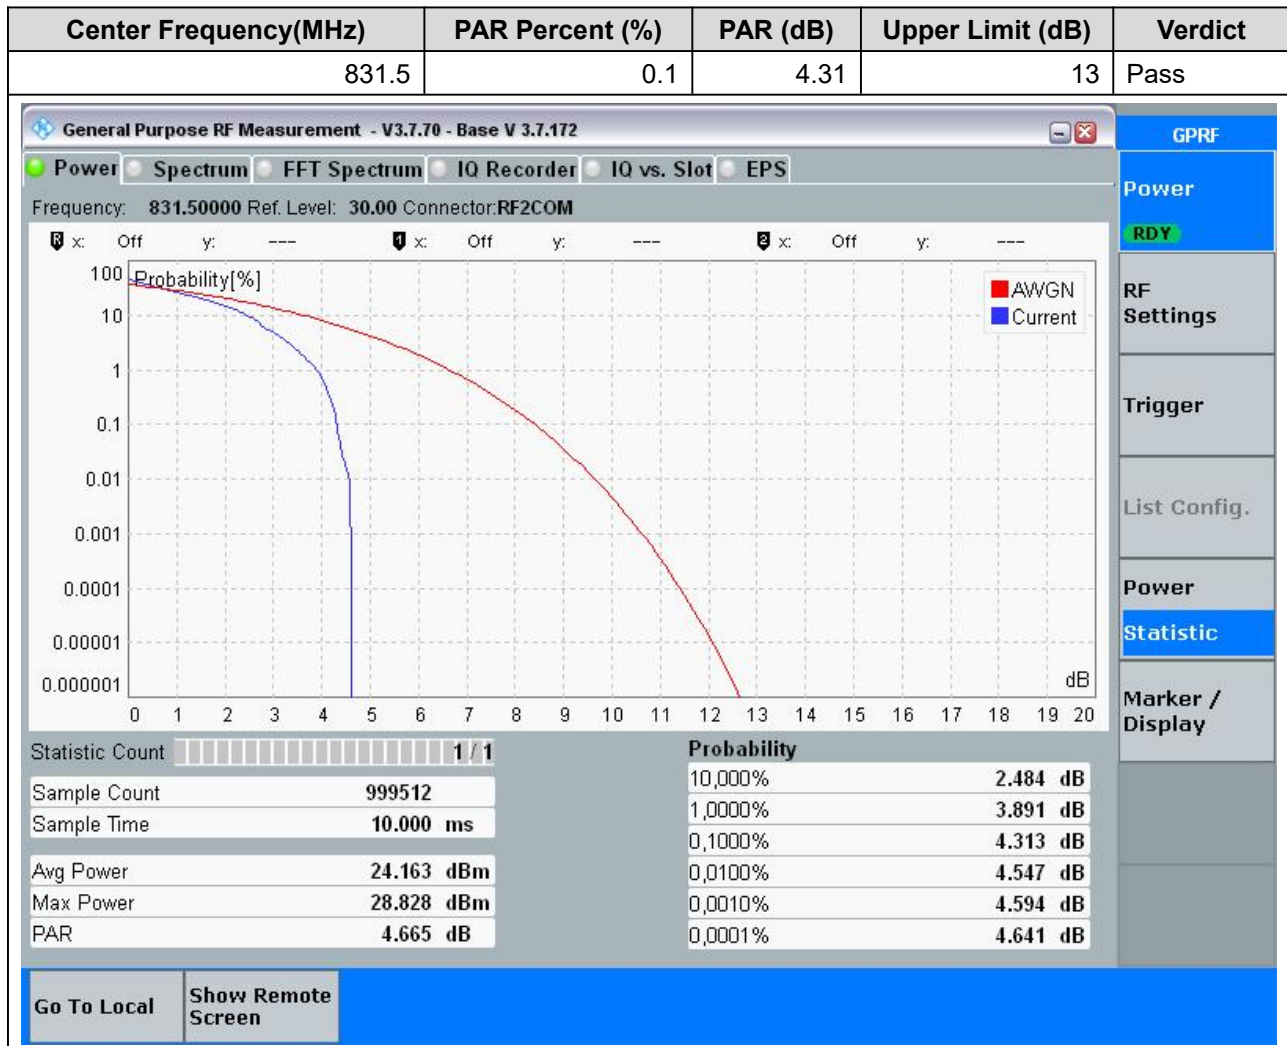 Center Frequency(MHz) PAR Percent (%) PAR (dB) Upper Limit (dB) Verdict
831.5 0.1 4.31 13 Pass
General Purpose RF Measurement - V3.7.70 - Base V 3.7.172
GPRF
Power Spectrum FFT Spectrum IQ Recorder IQ vs. Slot EPS
Power
RDY
Frequency: 831.50000 Ref. Level: 30.00 Connector:RF2COM
R x: Off y: --- 1 x: Off y: --- 2 x: Off y: ---
Probability[%]
AWGN
Current
100
10
1
0.1
0.01
0.001
0.0001
0.00001
0.000001
dB
0 1 2 3 4 5 6 7 8 9 10 11 12 13 14 15 16 17 18 19 20
RF
Settings
Trigger
List Config.
Power
Statistic
Marker /
Display
Statistic Count 1 / 1
Sample Count 999512
Sample Time 10.000 ms
Avg Power 24.163 dBm
Max Power 28.828 dBm
PAR 4.665 dB
Probability
10,000% 2.484 dB
1,0000% 3.891 dB
0,1000% 4.313 dB
0,0100% 4.547 dB
0,0010% 4.594 dB
0,0001% 4.641 dB
Go To Local
Show Remote
Screen